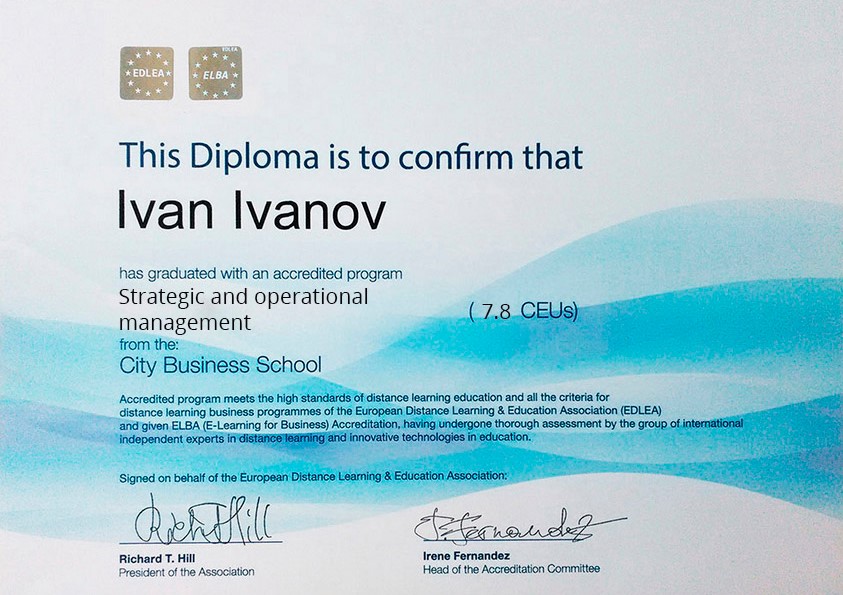 EDLEA
EDLEA
ELBA
This Diploma is to confirm that
Ivan Ivanov
has graduated with an accredited program
Strategic and operational
management
( 7.8 CEUs)
from the:
City Business School
Accredited program meets the high standards of distance learning education and all the criteria for
distance learning business programmes of the European Distance Learning & Education Association (EDLEA)
and given ELBA (E-Learning for Business) Accreditation, having undergone thorough assessment by the group of international
independent experts in distance learning and innovative technologies in education.
Signed on behalf of the European Distance Learning & Education Association:
Richard T. Hill
President of the Association
Irene Fernandez
Head of the Accreditation Committee